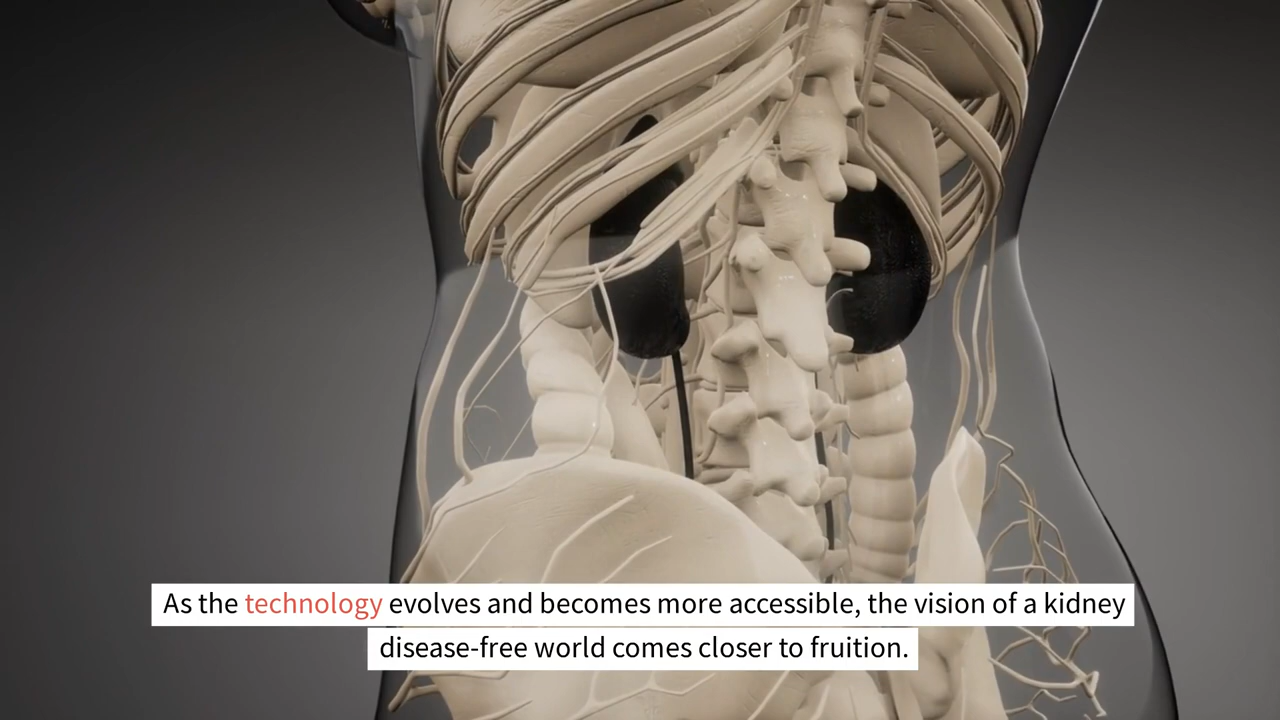 As the technology evolves and becomes more accessible, the vision of a kidney
disease-free world comes closer to fruition.